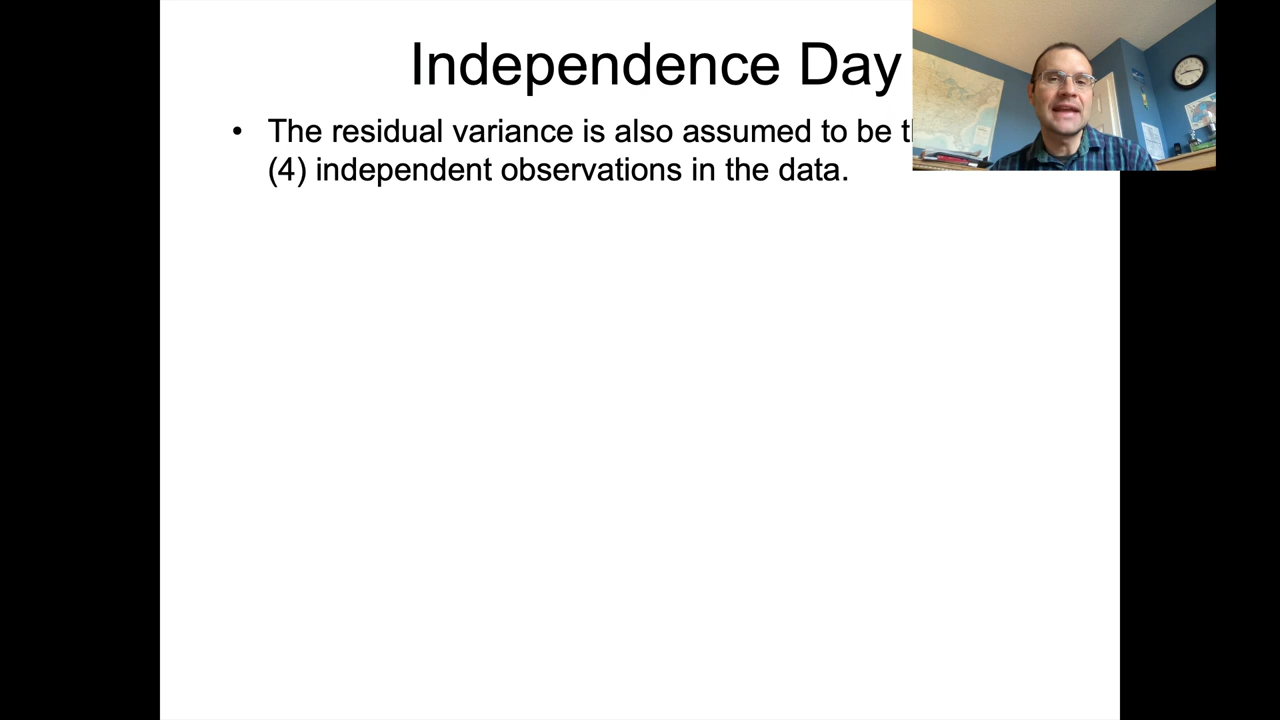 Independence Day
• The residual variance is also assumed to be
(4) independent observations in the data.